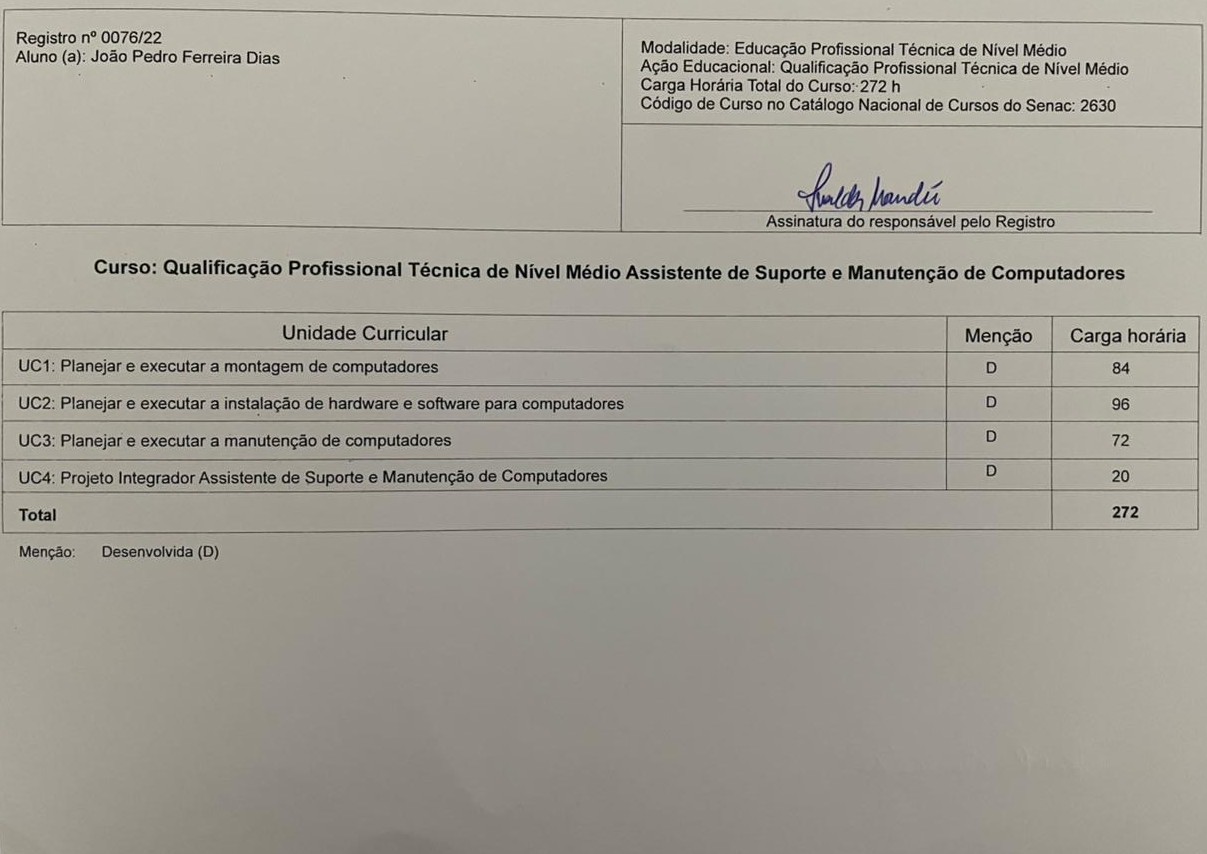 Registro nº 0076/22
Aluno (a): João Pedro Ferreira Dias
Modalidade: Educação Profissional Técnica de Nível Médio
Ação Educacional: Qualificação Profissional Técnica de Nível Médio
Carga Horária Total do Curso: 272 h
Código de Curso no Catálogo Nacional de Cursos do Senac: 2630
Assinatura do responsável pelo Registro
Curso: Qualificação Profissional Técnica de Nível Médio Assistente de Suporte e Manutenção de Computadores
Unidade Curricular Menção Carga horária
UC1: Planejar e executar a montagem de computadores D 84
UC2: Planejar e executar a instalação de hardware e software para computadores D 96
UC3: Planejar e executar a manutenção de computadores D 72
UC4: Projeto Integrador Assistente de Suporte e Manutenção de Computadores D 20
Total 272
Menção: Desenvolvida (D)